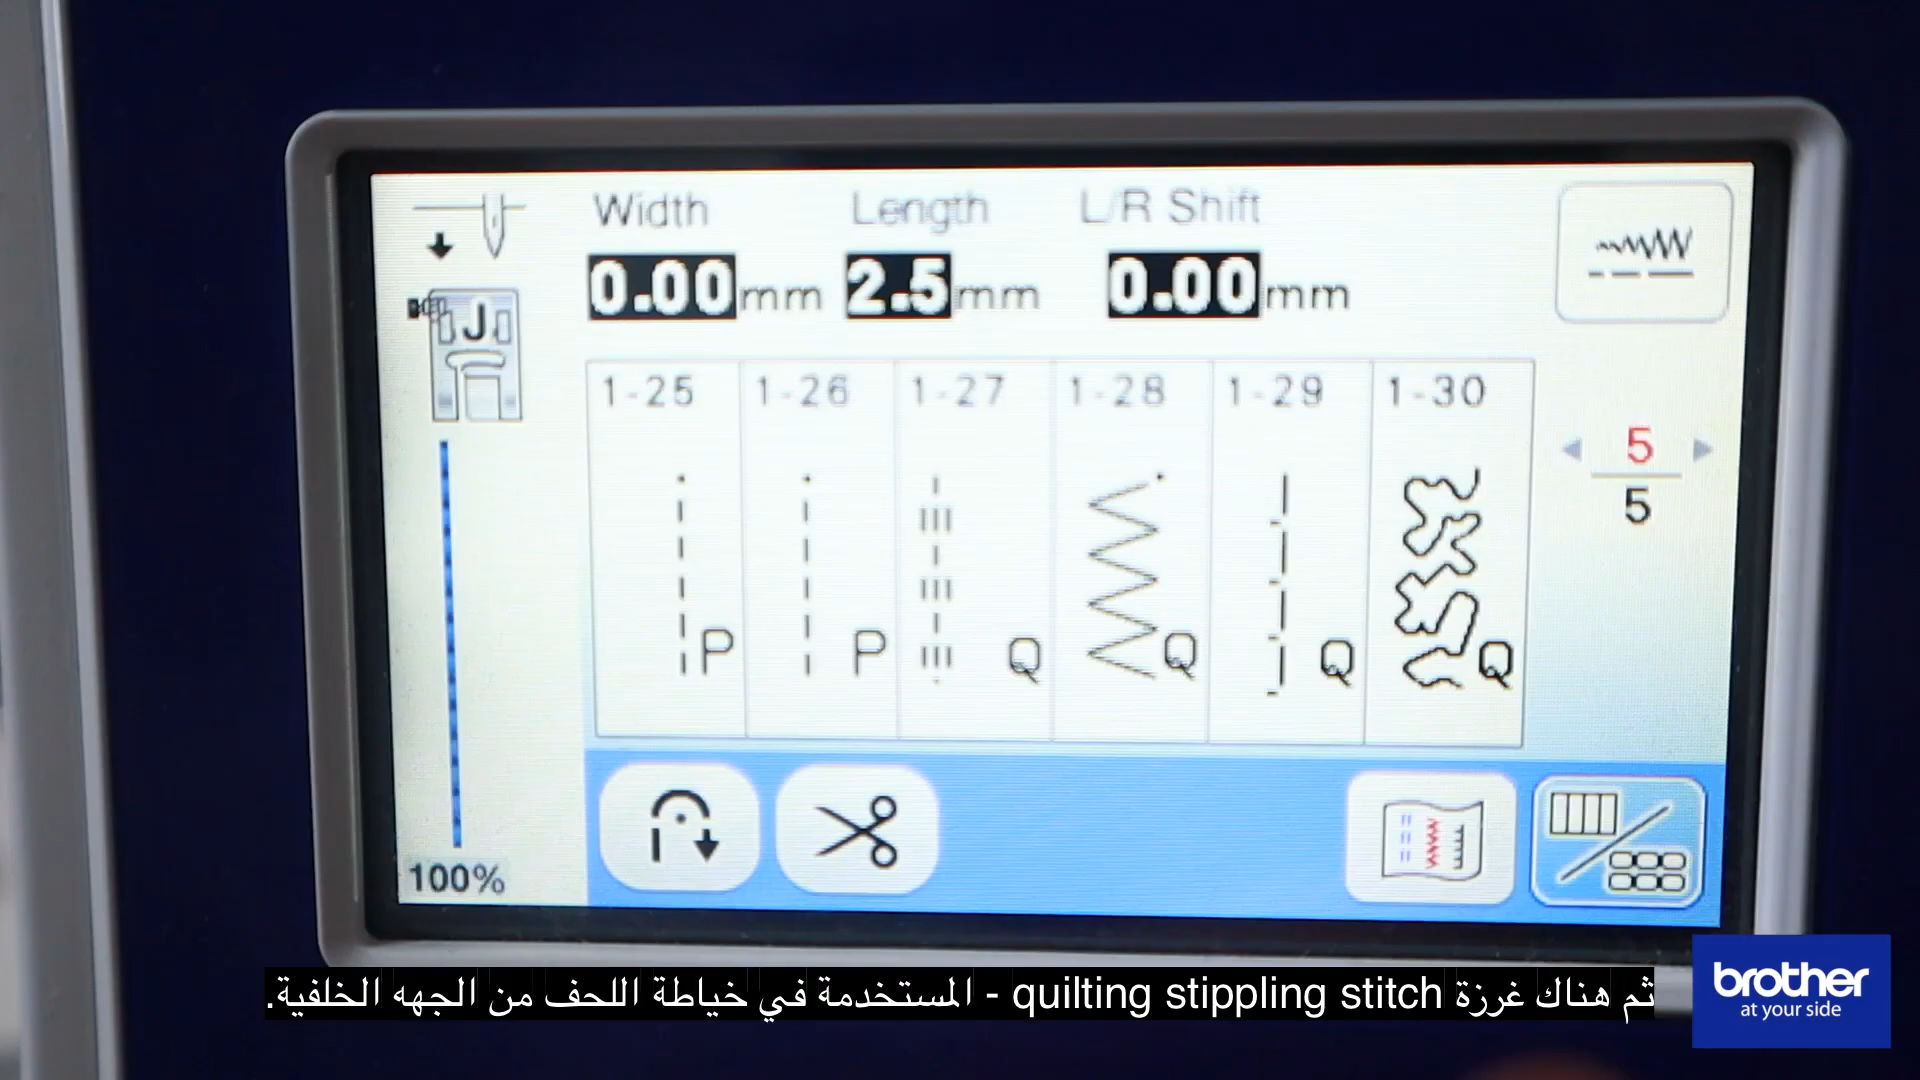 Width Length L/R Shift
0.00mm 2.5mm 0.00mm
J
1-25 1-26 1-27 1-28 1-29 1-30
5
5
P P Q Q Q Q
100%
ثم هناك غرزة quilting stippling stitch - المستخدمة في خياطة اللحف من الجهه الخلفية.
brother
at your side